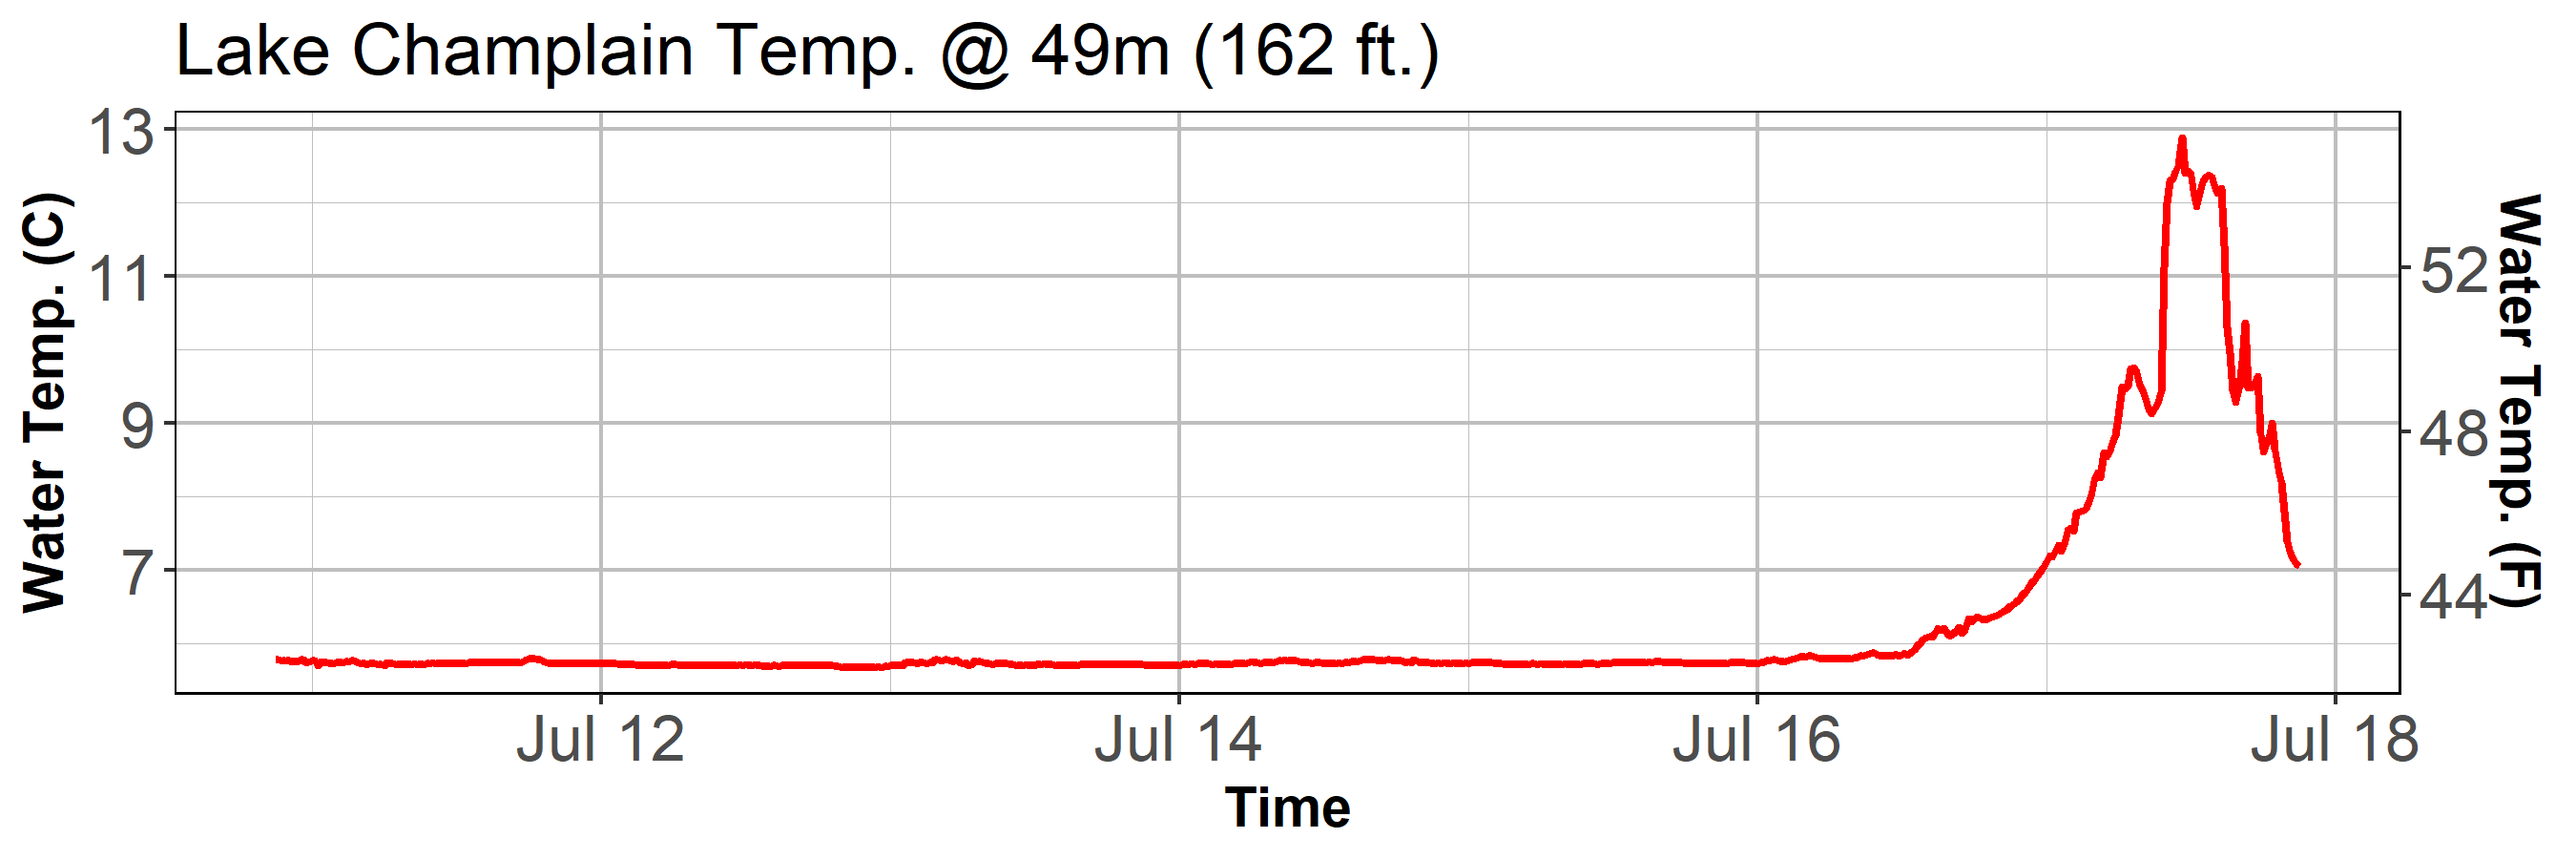 Lake Champlain Temp. @ 49m (162 ft.)
Water Temp. (C)
13
11
9
7
52
48
44
Water Temp. (F)
Jul 12
Jul 14
Jul 16
Jul 18
Time